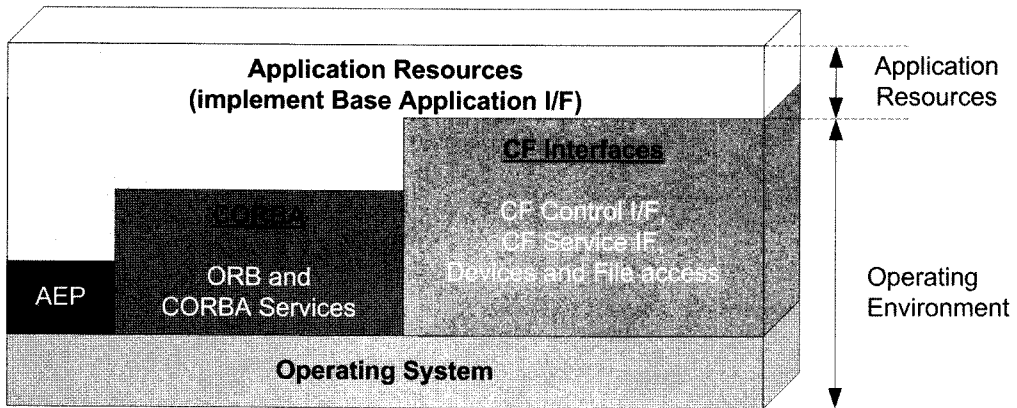 Application Resources
(implement Base Application I/F)
Application
Resources
CF Interfaces
CORBA
CF Control I/F,
CF Service IF,
Devices and File access
AEP
ORB and
CORBA Services
Operating
Environment
Operating System